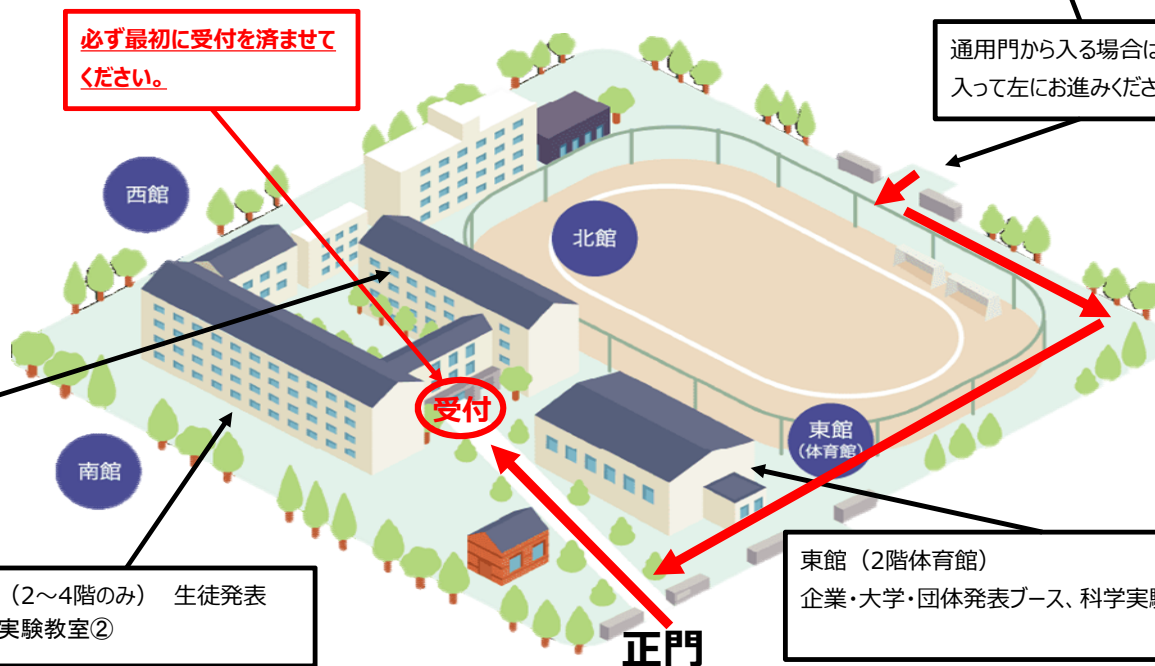 必ず最初に受付を済ませて
ください。
通用門から入る場合は
入って左にお進みくださ
西館
北館
受付
東館
(体育館)
南館
(2~4階のみ) 生徒発表
実験教室②
東館(2階体育館)
企業・大学・団体発表ブース、科学実験
正門